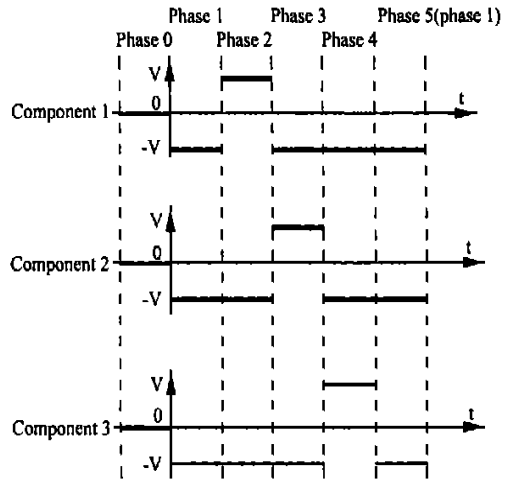 Phase 1 Phase 3 Phase 5(phase 1)
Phase 0 Phase 2 Phase 4
V
0
t
Component 1
-V
V
0
t
Component 2
-V
V
0
t
Component 3
-V